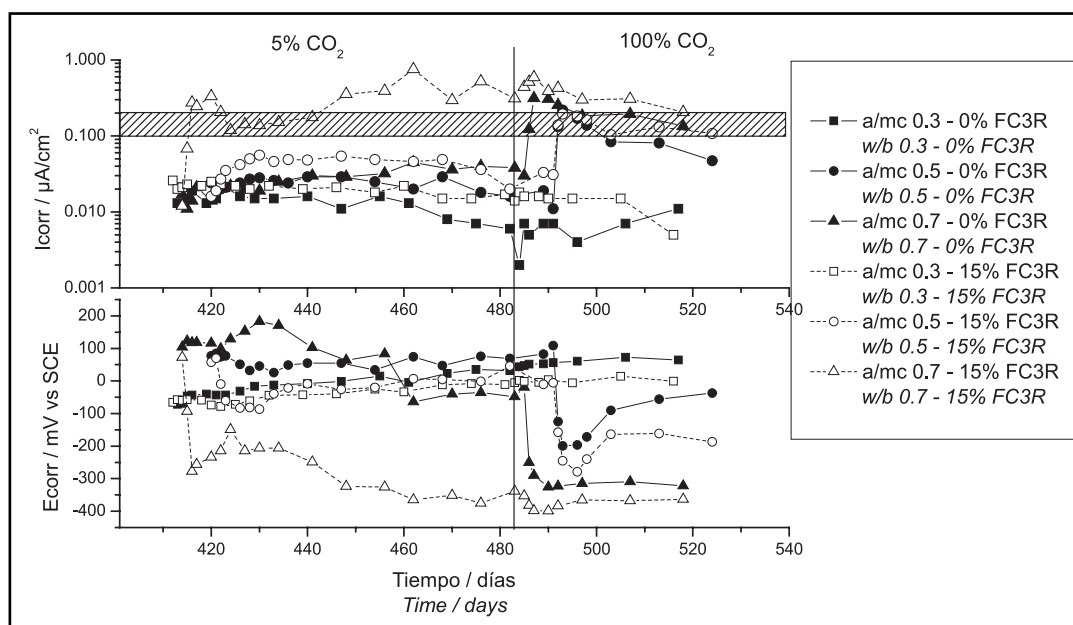 5% CO₂ 100% CO₂
1.000
0.100
0.010
0.001
Icorr / μA/cm²
420 440 460 480 500 520 540
200
100
0
-100
-200
-300
-400
Ecorr / mV vs SCE
420 440 460 480 500 520 540
Tiempo / días
Time / days
a/mc 0.3 - 0% FC3R
w/b 0.3 - 0% FC3R
a/mc 0.5 - 0% FC3R
w/b 0.5 - 0% FC3R
a/mc 0.7 - 0% FC3R
w/b 0.7 - 0% FC3R
a/mc 0.3 - 15% FC3R
w/b 0.3 - 15% FC3R
a/mc 0.5 - 15% FC3R
w/b 0.5 - 15% FC3R
a/mc 0.7 - 15% FC3R
w/b 0.7 - 15% FC3R